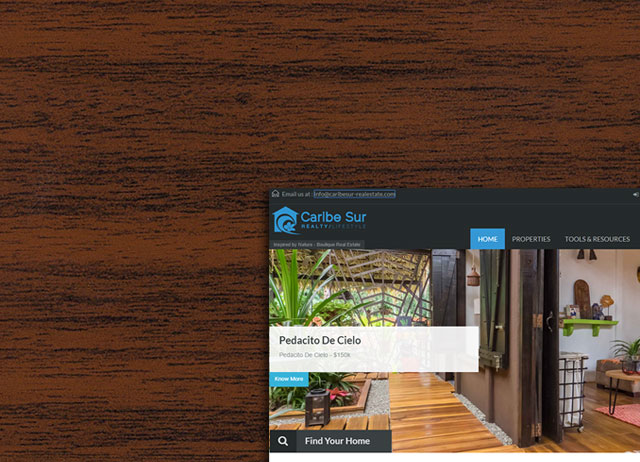 Email us at : Info@caribesur-realestate.com
Caribe Sur
REALTY#LIFESTYLE
Inspired by Nature - Boutique Real Estate
HOME PROPERTIES TOOLS & RESOURCES
Pedacito De Cielo
Pedacito De Cielo - $150k
Know More
Find Your Home